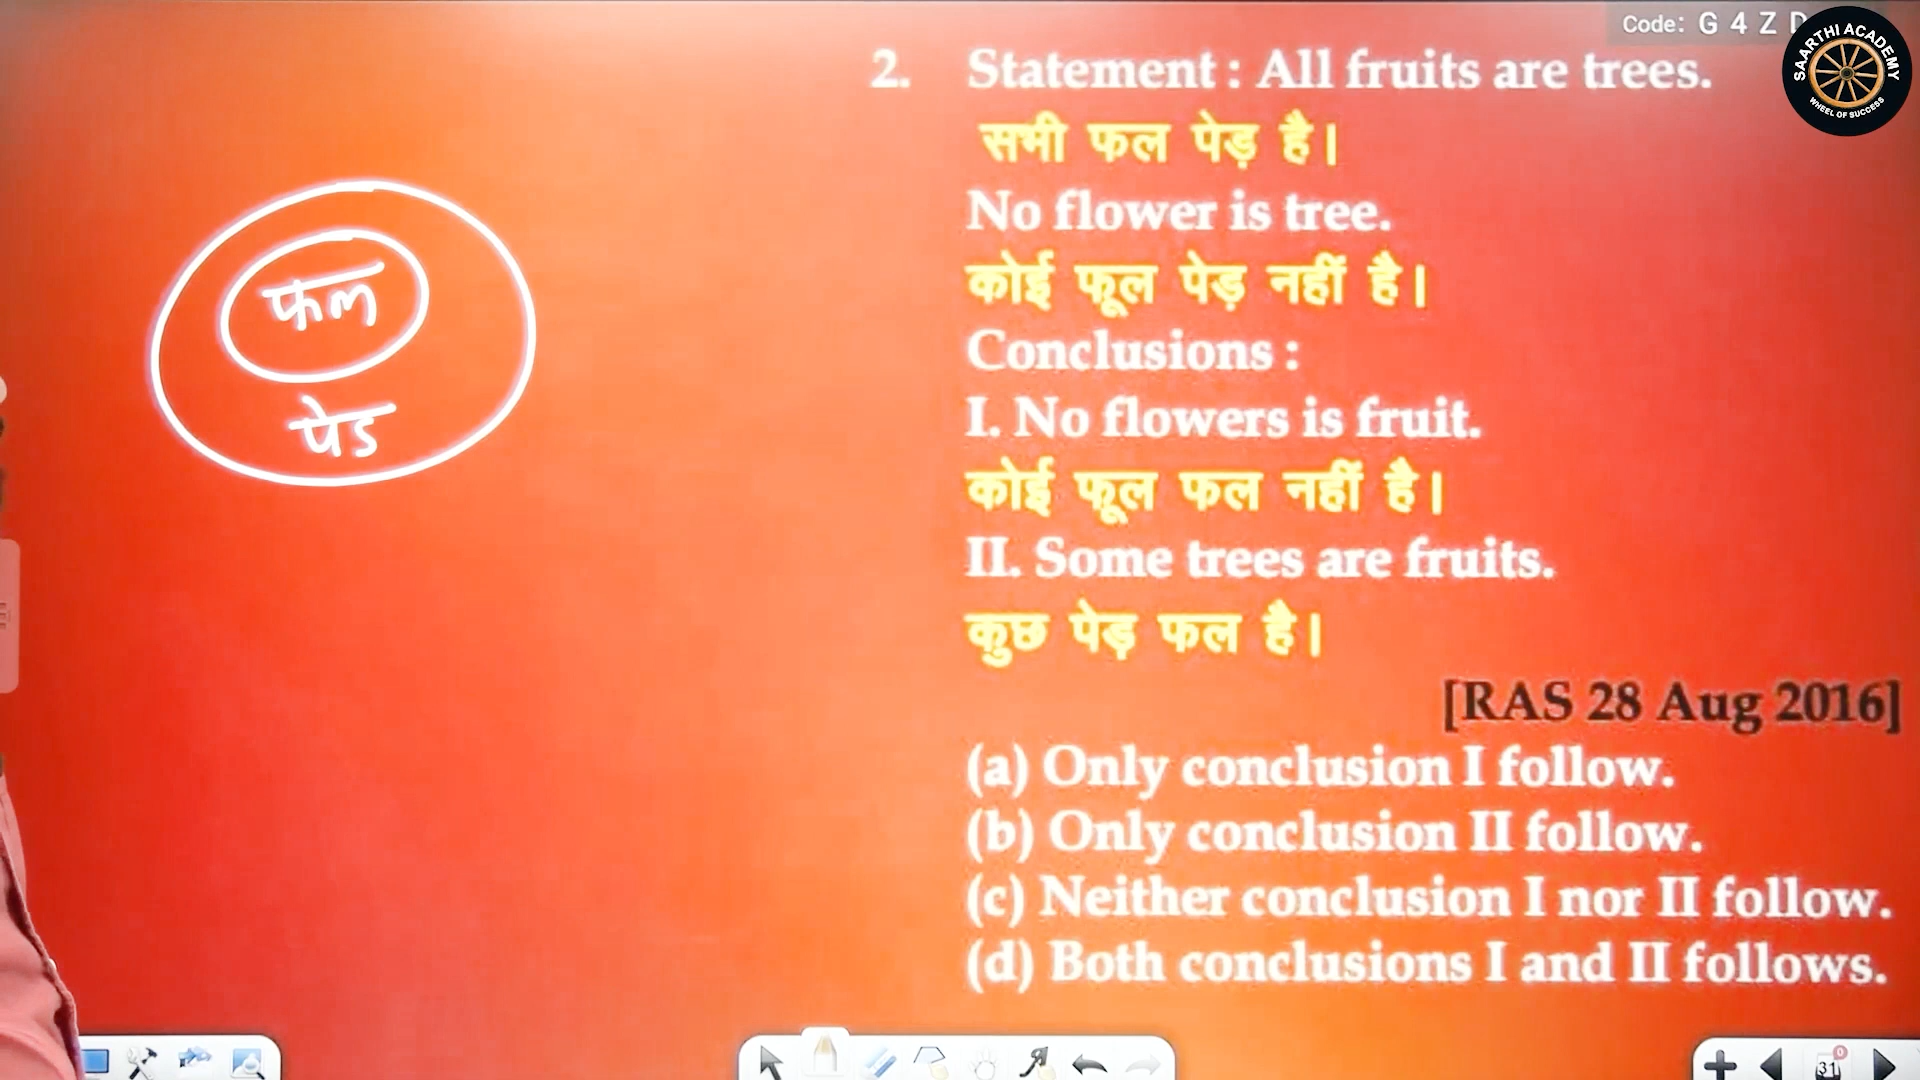 Code: G 4 Z
SAARTHI ACADEMY
WHEEL OF SUCCESS
2. Statement : All fruits are trees.
सभी फल पेड़ है।
No flower is tree.
कोई फूल पेड़ नहीं है।
Conclusions :
I. No flowers is fruit.
कोई फूल फल नहीं है।
II. Some trees are fruits.
कुछ पेड़ फल है।
[RAS 28 Aug 2016]
(a) Only conclusion I follow.
(b) Only conclusion II follow.
(c) Neither conclusion I nor II follow.
(d) Both conclusions I and II follows.
फल
पेड
31
0